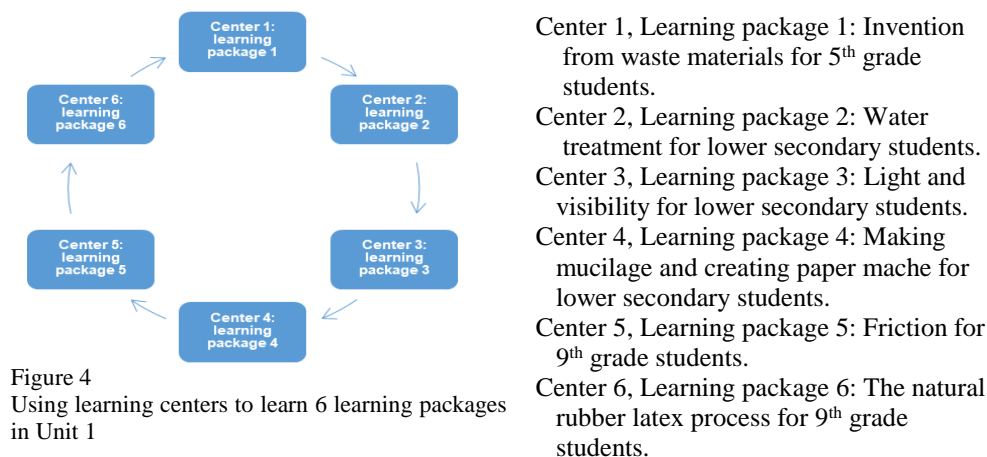 Center 1:
learning
package 1
Center 2:
learning
package 2
Center 3:
learning
package 3
Center 4:
learning
package 4
Center 5:
learning
package 5
Center 6:
learning
package 6
Figure 4
Using learning centers to learn 6 learning packages
in Unit 1
Center 1, Learning package 1: Invention
from waste materials for 5th grade
students.
Center 2, Learning package 2: Water
treatment for lower secondary students.
Center 3, Learning package 3: Light and
visibility for lower secondary students.
Center 4, Learning package 4: Making
mucilage and creating paper mache for
lower secondary students.
Center 5, Learning package 5: Friction for
9th grade students.
Center 6, Learning package 6: The natural
rubber latex process for 9th grade
students.